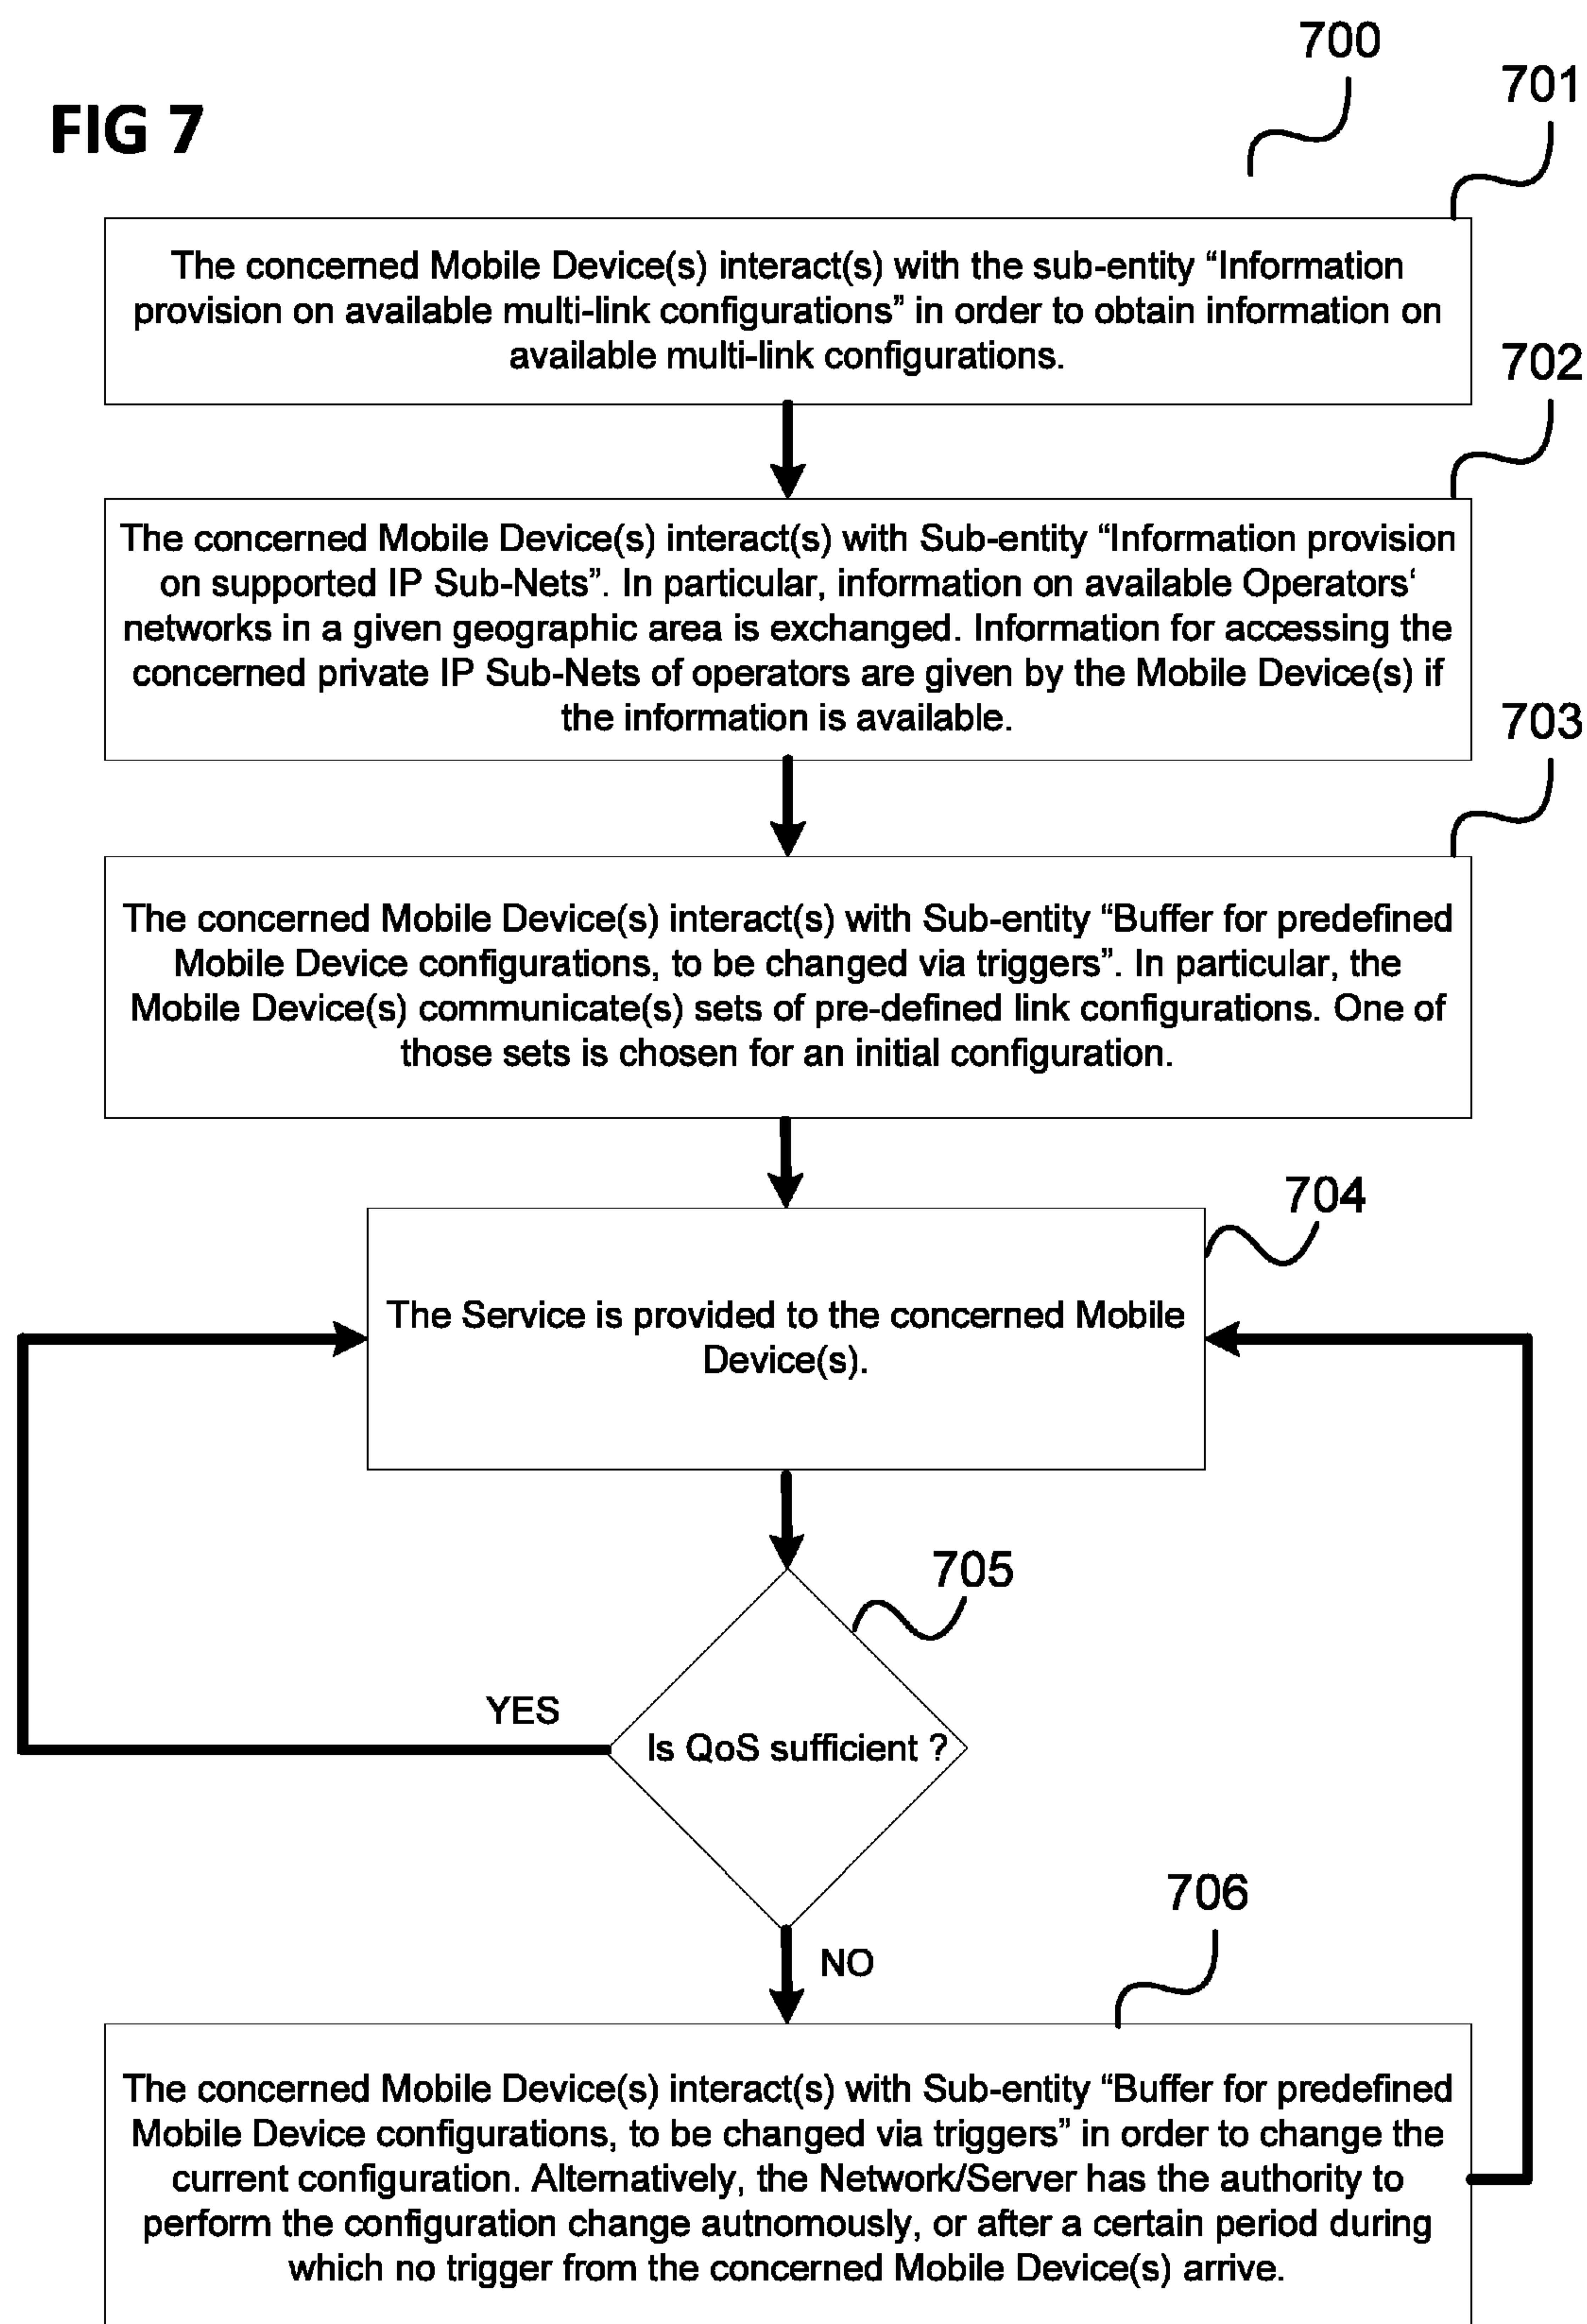 700
701
FIG 7
The concerned Mobile Device(s) interact(s) with the sub-entity “Information
provision on available multi-link configurations” in order to obtain information on
available multi-link configurations.
702
The concerned Mobile Device(s) interact(s) with Sub-entity “Information provision
on supported IP Sub-Nets”. In particular, information on available Operators‘
networks in a given geographic area is exchanged. Information for accessing the
concerned private IP Sub-Nets of operators are given by the Mobile Device(s) if
the information is available.
703
The concerned Mobile Device(s) interact(s) with Sub-entity “Buffer for predefined
Mobile Device configurations, to be changed via triggers”. In particular, the
Mobile Device(s) communicate(s) sets of pre-defined link configurations. One of
those sets is chosen for an initial configuration.
704
The Service is provided to the concerned Mobile
Device(s).
705
YES
Is QoS sufficient ?
706
NO
The concerned Mobile Device(s) interact(s) with Sub-entity “Buffer for predefined
Mobile Device configurations, to be changed via triggers” in order to change the
current configuration. Alternatively, the Network/Server has the authority to
perform the configuration change autnomously, or after a certain period during
which no trigger from the concerned Mobile Device(s) arrive.